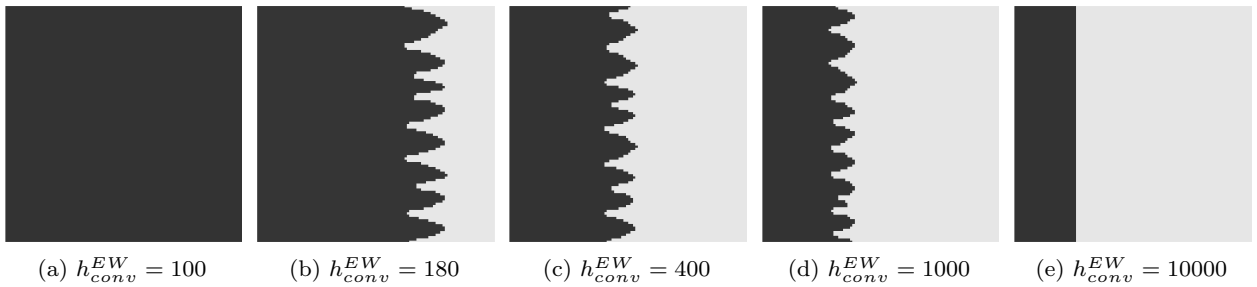 (a) $h_{conv}^{EW} = 100$ (b) $h_{conv}^{EW} = 180$ (c) $h_{conv}^{EW} = 400$ (d) $h_{conv}^{EW} = 1000$ (e) $h_{conv}^{EW} = 10000$